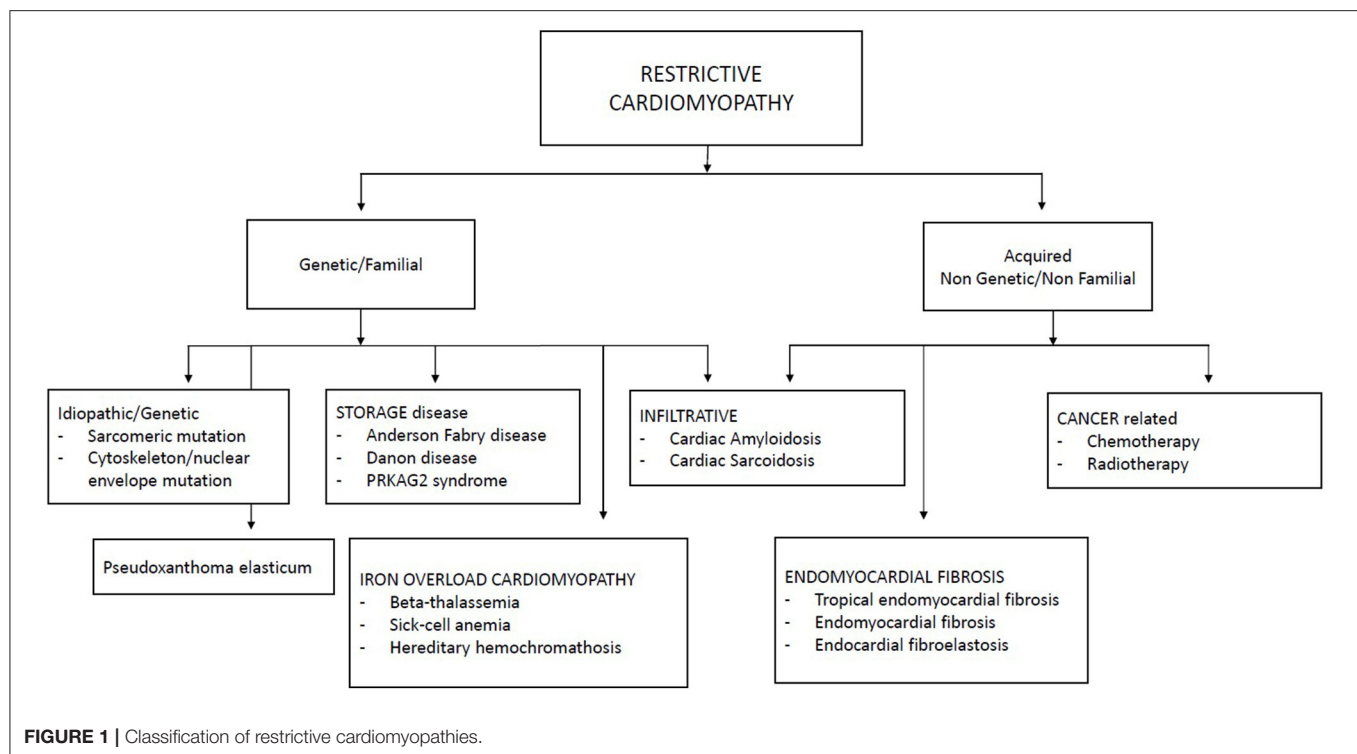 RESTRICTIVE
CARDIOMYOPATHY
Genetic/Familial
Acquired
Non Genetic/Non Familial
Idiopathic/Genetic
- Sarcomeric mutation
- Cytoskeleton/nuclear
envelope mutation
STORAGE disease
- Anderson Fabry disease
- Danon disease
- PRKAG2 syndrome
INFILTRATIVE
- Cardiac Amyloidosis
- Cardiac Sarcoidosis
CANCER related
- Chemotherapy
- Radiotherapy
Pseudoxanthoma elasticum
IRON OVERLOAD CARDIOMYOPATHY
- Beta-thalassemia
- Sick-cell anemia
- Hereditary hemochromathosis
ENDOMYOCARDIAL FIBROSIS
- Tropical endomyocardial fibrosis
- Endomyocardial fibrosis
- Endocardial fibroelastosis
FIGURE 1 | Classification of restrictive cardiomyopathies.